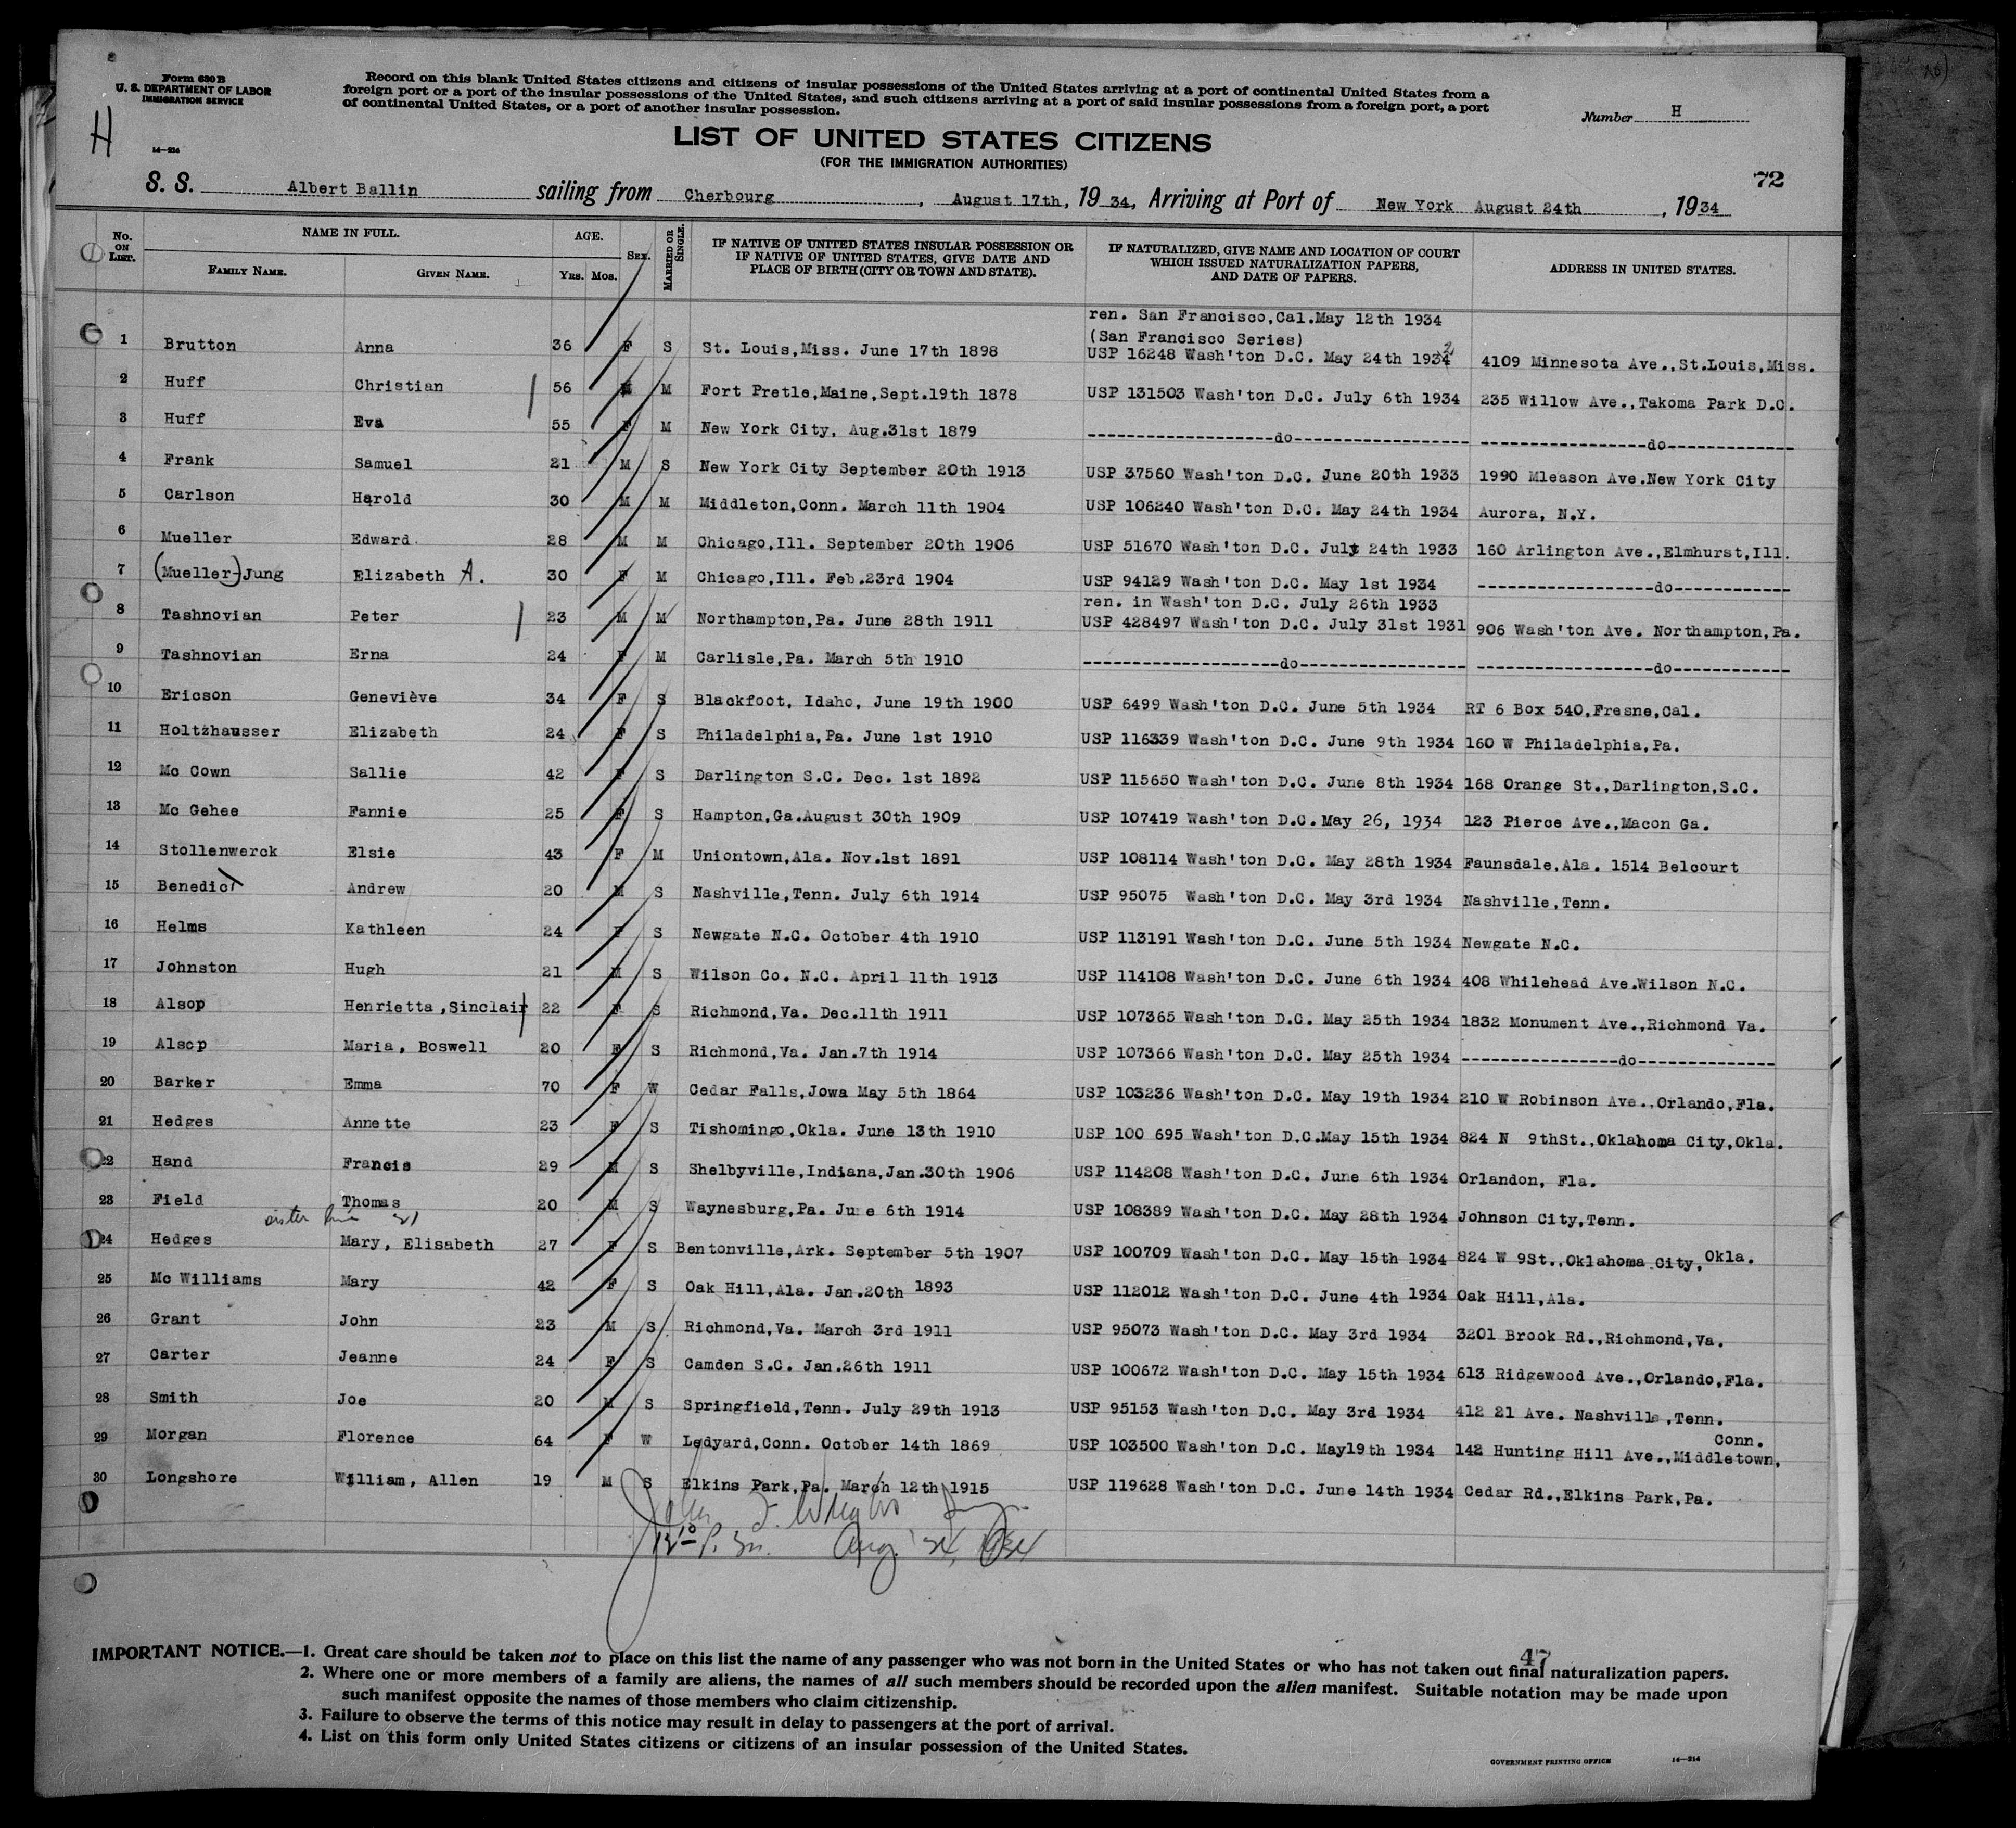 Form 630 B
U. S. DEPARTMENT OF LABOR
IMMIGRATION SERVICE
H
14—214
Record on this blank United States citizens and citizens of insular possessions of the United States arriving at a port of continental United States from a
foreign port or a port of the insular possessions of the United States, and such citizens arriving at a port of said insular possessions from a foreign port, a port
of continental United States, or a port of another insular possession.
Number H
LIST OF UNITED STATES CITIZENS
(FOR THE IMMIGRATION AUTHORITIES)
72
S. S. Albert Ballin sailing from Cherbourg, August 17th, 19 34, Arriving at Port of New York August 24th, 19 34
No. ON LIST. NAME IN FULL. FAMILY NAME. GIVEN NAME. AGE. YRS. MOS. SEX. MARRIED OR SINGLE. IF NATIVE OF UNITED STATES INSULAR POSSESSION OR IF NATIVE OF UNITED STATES, GIVE DATE AND PLACE OF BIRTH (CITY OR TOWN AND STATE). IF NATURALIZED, GIVE NAME AND LOCATION OF COURT WHICH ISSUED NATURALIZATION PAPERS, AND DATE OF PAPERS. ADDRESS IN UNITED STATES.
ren. San Francisco,Cal.May 12th 1934
(San Francisco Series)
1 Brutton Anna 36 F S St. Louis,Miss. June 17th 1898 USP 16248 Wash'ton D.C. May 24th 1934 4109 Minnesota Ave.,St.Louis,Miss.
2 Huff Christian 56 M M Fort Pretle,Maine,Sept.19th 1878 USP 131503 Wash'ton D.C. July 6th 1934 235 Willow Ave.,Takoma Park D.C.
3 Huff Eva 55 F M New York City, Aug.31st 1879 -------------------do------------------ -----------------do-------------
4 Frank Samuel 21 M S New York City September 20th 1913 USP 37560 Wash'ton D.C. June 20th 1933 1990 Mleason Ave.New York City
5 Carlson Harold 30 M M Middleton,Conn. March 11th 1904 USP 106240 Wash'ton D.C. May 24th 1934 Aurora, N.Y.
6 Mueller Edward. 28 M M Chicago,Ill. September 20th 1906 USP 51670 Wash'ton D.C. July 24th 1933 160 Arlington Ave.,Elmhurst,Ill.
7 (Mueller-)Jung Elizabeth A. 30 F M Chicago,Ill. Feb.23rd 1904 USP 94129 Wash'ton D.C. May 1st 1934 ------------------do------------
ren. in Wash'ton D.C. July 26th 1933
8 Tashnovian Peter 23 M M Northampton,Pa. June 28th 1911 USP 428497 Wash'ton D.C. July 31st 1931 906 Wash'ton Ave. Northampton,Pa.
9 Tashnovian Erna 24 F M Carlisle,Pa. March 5th 1910 --------------------do----------------- ------------------do------------
10 Ericson Geneviève 34 F S Blackfoot, Idaho, June 19th 1900 USP 6499 Wash'ton D.C. June 5th 1934 RT 6 Box 540,Fresne,Cal.
11 Holtzhausser Elizabeth 24 F S Philadelphia,Pa. June 1st 1910 USP 116339 Wash'ton D.C. June 9th 1934 160 W Philadelphia,Pa.
12 Mc Cown Sallie 42 F S Darlington S.C. Dec. 1st 1892 USP 115650 Wash'ton D.C. June 8th 1934 168 Orange St.,Darlington,S.C.
13 Mc Gehee Fannie 25 F S Hampton,Ga.August 30th 1909 USP 107419 Wash'ton D.C.May 26, 1934 123 Pierce Ave.,Macon Ga.
14 Stollenwerck Elsie 43 F M Uniontown,Ala. Nov.1st 1891 USP 108114 Wash'ton D.C. May 28th 1934 Faunsdale,Ala. 1514 Belcourt
15 Benedict Andrew 20 M S Nashville,Tenn. July 6th 1914 USP 95075 Wash'ton D.C. May 3rd 1934 Nashville,Tenn.
16 Helms Kathleen 24 F S Newgate N.C. October 4th 1910 USP 113191 Wash'ton D.C. June 5th 1934 Newgate N.C.
17 Johnston Hugh 21 M S Wilson Co. N.C. April 11th 1913 USP 114108 Wash'ton D.C. June 6th 1934 408 Whilehead Ave.Wilson N.C.
18 Alsop Henrietta,Sinclair 22 F S Richmond,Va. Dec.11th 1911 USP 107365 Wash'ton D.C. May 25th 1934 1832 Monument Ave.,Richmond Va.
19 Alsop Maria, Boswell 20 F S Richmond,Va. Jan.7th 1914 USP 107366 Wash'ton D.C. May 25th 1934 ----------------do--------------
20 Barker Emma 70 F W Cedar Falls,Jowa May 5th 1864 USP 103236 Wash'ton D.C. May 19th 1934 210 W Robinson Ave.,Orlando,Fla.
21 Hedges Annette 23 F S Tishomingo,Okla. June 13th 1910 USP 100 695 Wash'ton D.C.May 15th 1934 824 N 9thSt.,Oklahoma City,Okla.
22 Hand Francis 29 M S Shelbyville,Indiana,Jan.30th 1906 USP 114208 Wash'ton D.C. June 6th 1934 Orlandon, Fla.
23 Field Thomas 20 M S Waynesburg,Pa. Ju e 6th 1914 USP 108389 Wash'ton D.C. May 28th 1934 Johnson City,Tenn.
sister line 21
24 Hedges Mary, Elisabeth 27 F S Bentonville,Ark. September 5th 1907 USP 100709 Wash'ton D.C. May 15th 1934 824 W 9St.,Oklahoma City, Okla.
25 Mc Williams Mary 42 F S Oak Hill,Ala. Jan.20th 1893 USP 112012 Wash'ton D.C. June 4th 1934 Oak Hill,Ala.
26 Grant John 23 M S Richmond,Va. March 3rd 1911 USP 95073 Wash'ton D.C. May 3rd 1934 3201 Brook Rd.,Richmond,Va.
27 Carter Jeanne 24 F S Camden S.C. Jan.26th 1911 USP 100672 Wash'ton D.C. May 15th 1934 613 Ridgewood Ave.,Orlando,Fla.
28 Smith Joe 20 M S Springfield,Tenn. July 29th 1913 USP 95153 Wash'ton D.C. May 3rd 1934 412 21 Ave. Nashville,Tenn.
29 Morgan Florence 64 F W Ledyard,Conn. October 14th 1869 USP 103500 Wash'ton D.C. May19th 1934 142 Hunting Hill Ave.,Middletown, Conn.
30 Longshore William, Allen 19 M S Elkins Park,Pa. March 12th 1915 USP 119628 Wash'ton D.C. June 14th 1934 Cedar Rd.,Elkins Park,Pa.
John
12 10 P.M. Aug. 24, 1934
47
IMPORTANT NOTICE.—1. Great care should be taken not to place on this list the name of any passenger who was not born in the United States or who has not taken out final naturalization papers.
2. Where one or more members of a family are aliens, the names of all such members should be recorded upon the alien manifest. Suitable notation may be made upon
such manifest opposite the names of those members who claim citizenship.
3. Failure to observe the terms of this notice may result in delay to passengers at the port of arrival.
4. List on this form only United States citizens or citizens of an insular possession of the United States.
GOVERNMENT PRINTING OFFICE 14—214